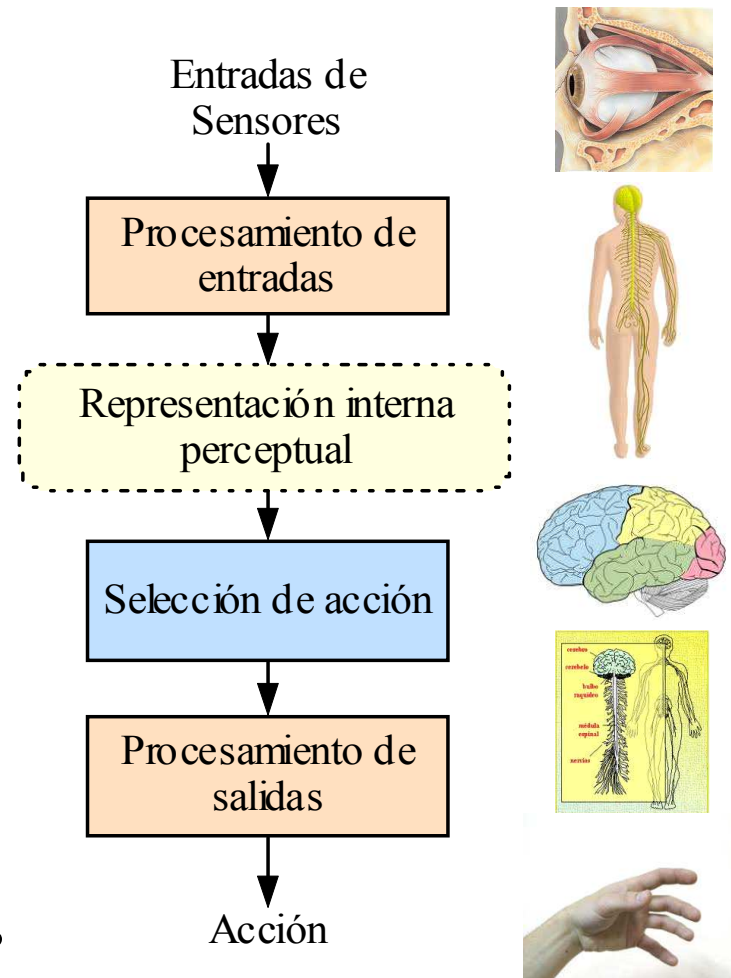 Entradas de
Sensores
Procesamiento de
entradas
Representación interna
perceptual
Selección de acción
Procesamiento de
salidas
Acción
cerebro
cerebelo
bulbo
raquídeo
médula
espinal
nervios